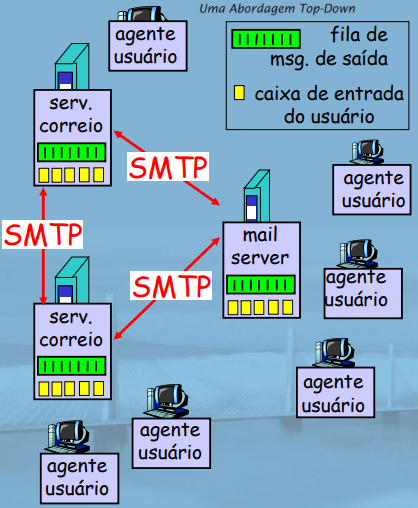 Uma Abordagem Top-Down
agente
usuário
fila de
msg. de saída
caixa de entrada
do usuário
serv.
correio
SMTP
agente
usuário
SMTP
mail
server
agente
usuário
SMTP
serv.
correio
agente
usuário
agente
usuário
agente
usuário